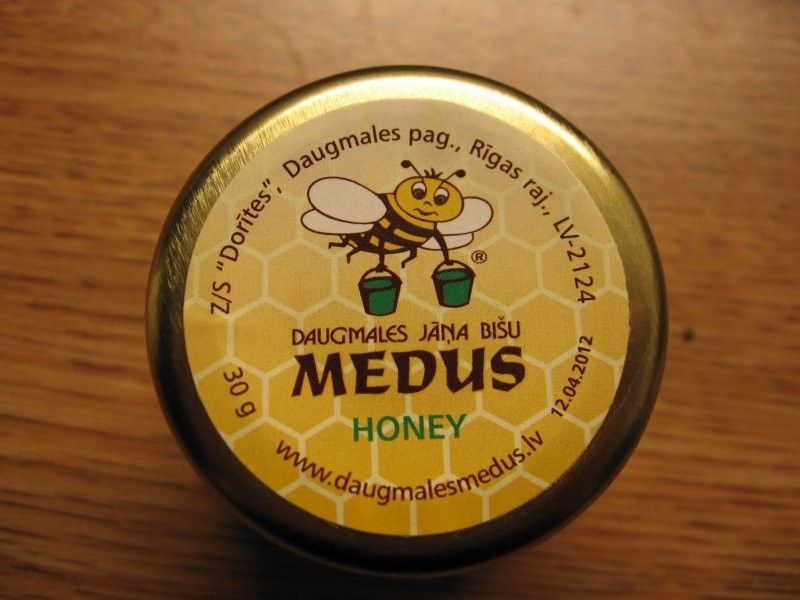 Z/S "Dorītes", Daugmales pag., Rīgas raj., LV-2124
®
DAUGMALES JĀŅA BIŠU
MEDUS
HONEY
30 g
12.04.2012
www.daugmalesmedus.lv